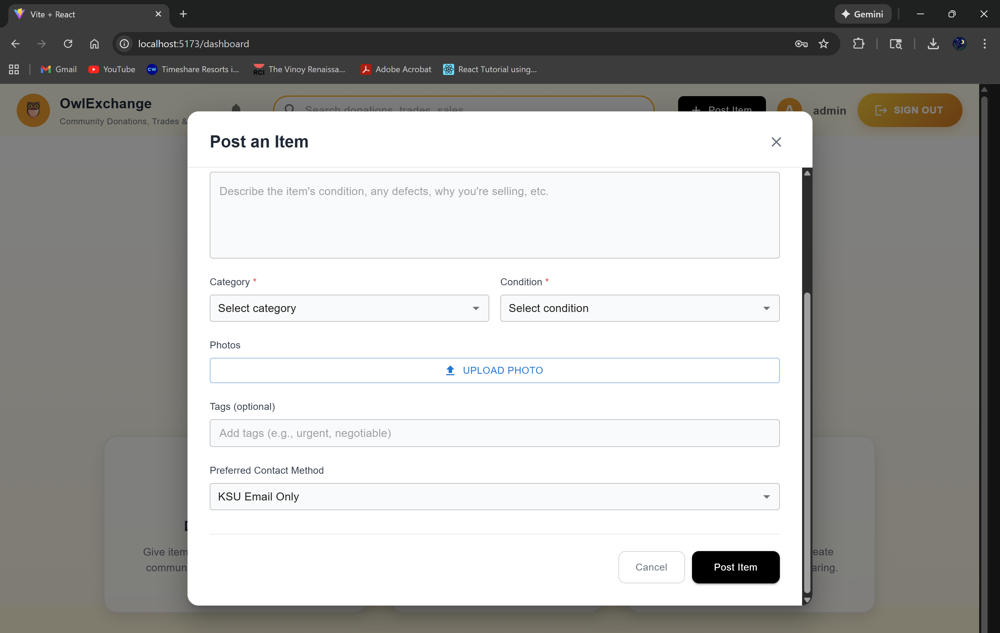 Vite + React
Gemini
localhost:5173/dashboard
Gmail
YouTube
CW
Timeshare Resorts i...
RCI
The Vinoy Renaissa...
Adobe Acrobat
React Tutorial using...
OwlExchange
Community Donations, Trades &
Search donations, trades, sales
Post Item
A
admin
SIGN OUT
Post an Item
Describe the item's condition, any defects, why you're selling, etc.
Category *
Condition *
Select category
Select condition
Photos
UPLOAD PHOTO
Tags (optional)
Add tags (e.g., urgent, negotiable)
Preferred Contact Method
KSU Email Only
Give item
eate
commun
aring.
Cancel
Post Item